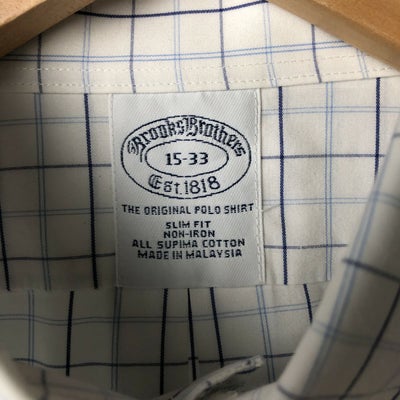 Brooks Brothers
15-33
Est. 1818
THE ORIGINAL POLO SHIRT
SLIM FIT
NON-IRON
ALL SUPIMA COTTON
MADE IN MALAYSIA